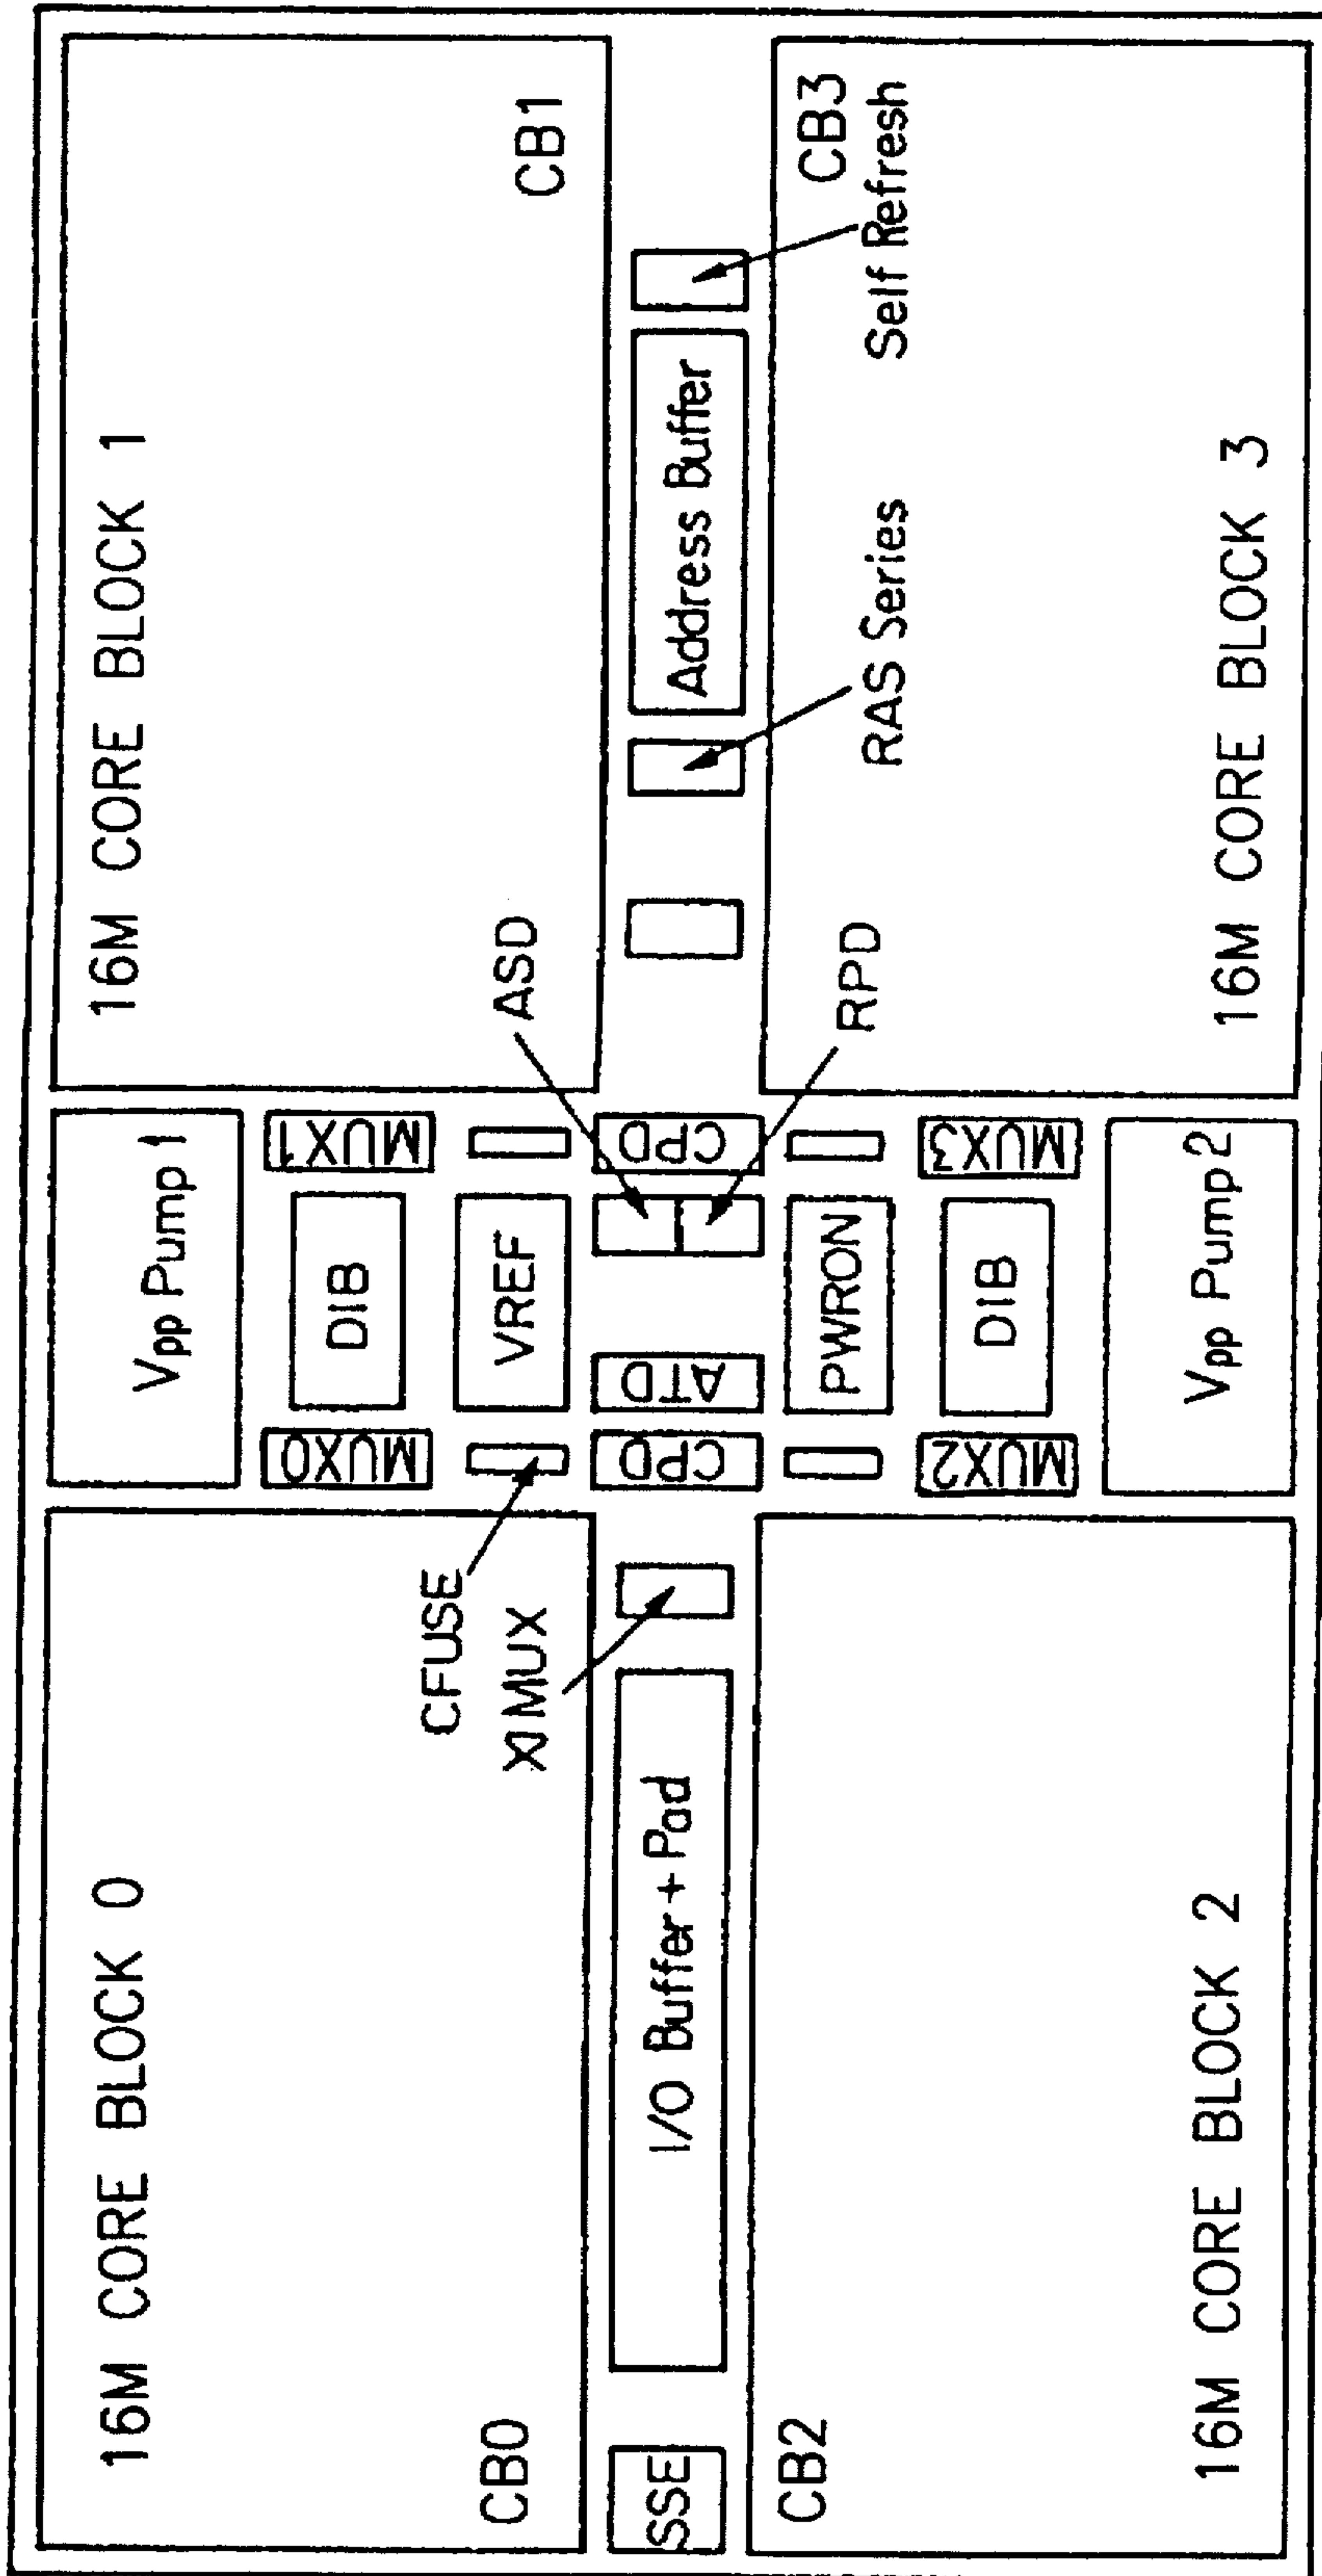 16M CORE BLOCK 0
CB0
CFUSE
XIMUX
SSE
I/O Buffer + Pad
CB2
16M CORE BLOCK 2
Vpp Pump 1
MUX0
MUX1
DIB
VREF
CPD
ATD
CPD
PWRON
MUX2
MUX3
DIB
Vpp Pump 2
16M CORE BLOCK 1
CB1
ASD
Address Buffer
RPD
RAS Series
Self Refresh
CB3
16M CORE BLOCK 3